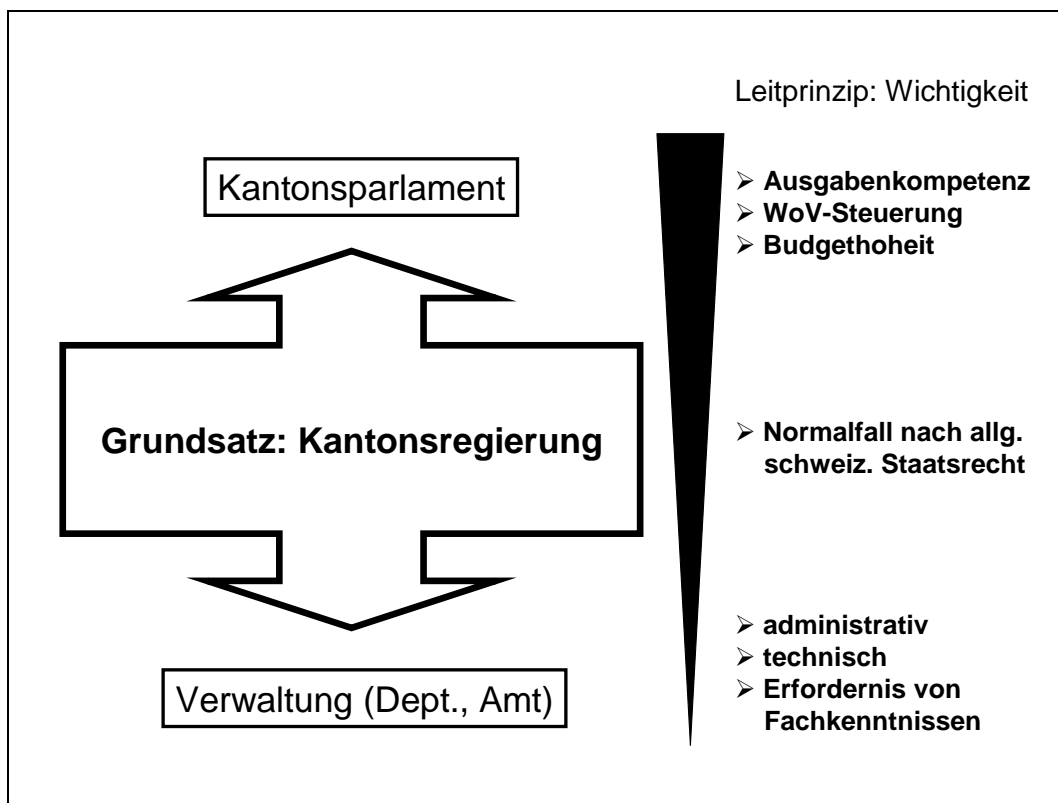 Leitprinzip: Wichtigkeit
Kantonsparlament
➢ Ausgabenkompetenz
➢ WoV-Steuerung
➢ Budgethoheit
Grundsatz: Kantonsregierung
➢ Normalfall nach allg.
schweiz. Staatsrecht
➢ administrativ
➢ technisch
➢ Erfordernis von
Fachkenntnissen
Verwaltung (Dept., Amt)